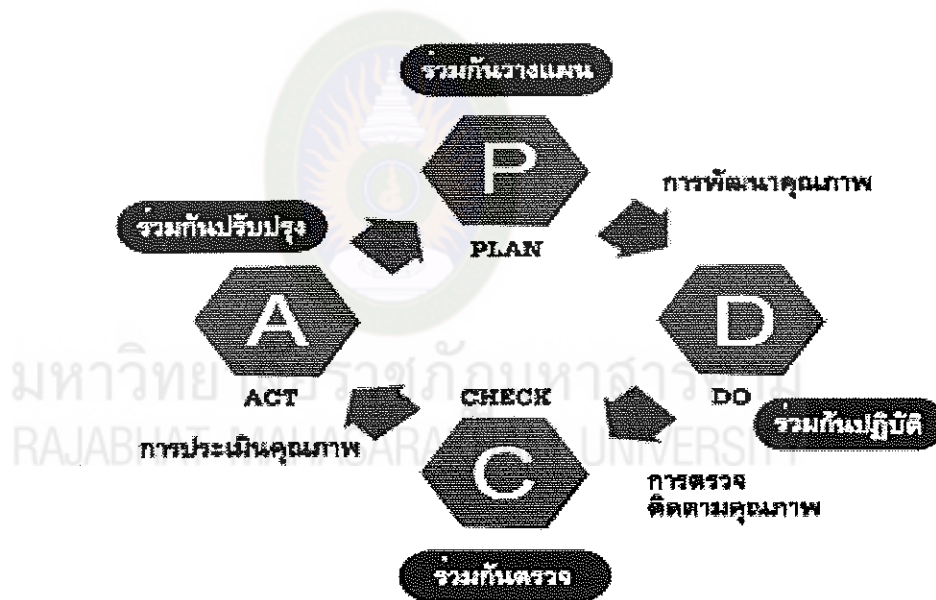 ร่วมกันวางแผน
P
PLAN
การพัฒนาคุณภาพ
ร่วมกันปรับปรุง
A
ACT
D
DO
ร่วมกันปฏิบัติ
CHECK
C
การประเมินคุณภาพ
การตรวจ
ติดตามคุณภาพ
ร่วมกันตรวจ
มหาวิทยาลัยราชภัฏมหาสารคาม
RAJABHAT MAHASARAKHAM UNIVERSITY